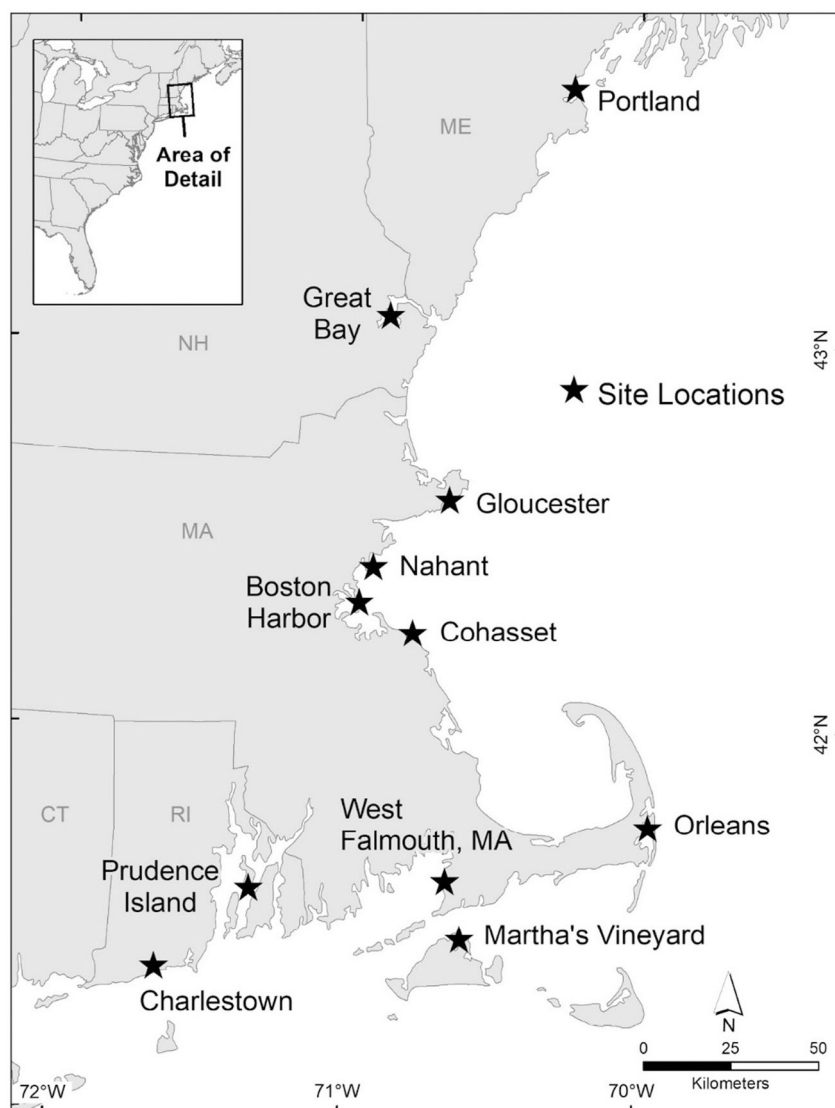 Area of
Detail
ME
Portland
Great
Bay
NH
43°N
Site Locations
Gloucester
MA
Nahant
Boston
Harbor
Cohasset
42°N
CT
RI
West
Falmouth, MA
Orleans
Prudence
Island
Martha's Vineyard
Charlestown
N
0 25 50
Kilometers
72°W 71°W 70°W